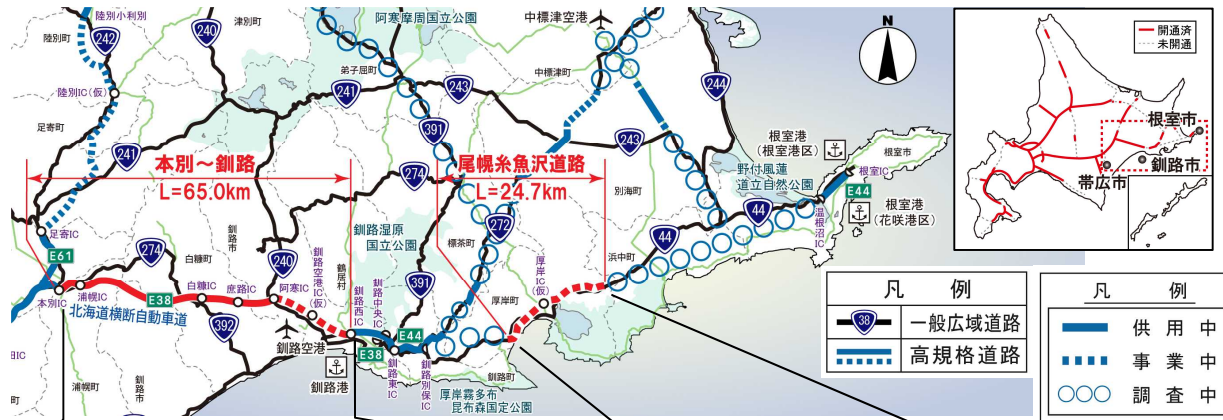 陸別小利別
240
津別町
阿寒摩周国立公園
中標津空港
N
開通済
未開通
陸別町
242
弟子屈町
中標津町
陸別IC(仮)
241
243
244
根室市
釧路市
帯広市
足寄町
391
根室港
(根室港区)
根室市
241
本別~釧路
L=65.0km
274
尾幌糸魚沢道路
L=24.7km
243
別海町
野付風蓮
道立自然公園
根室IC
E44
根室港
(花咲港区)
足寄IC
E61
274
白糠町
釧路市
240
鶴居村
釧路湿原
国立公園
標茶町
272
44
44
温根沼IC
浜中町
本別IC
浦幌IC
E38
白糠IC
庶路IC
阿寒IC
釧路空港IC(仮)
釧路西IC
釧路中央IC
391
厚岸町
厚岸IC(仮)
北海道横断自動車道
392
釧路空港
E38
E44
釧路東IC
釧路別保IC
釧路町
釧路港
厚岸霧多布
昆布森国定公園
浦幌町
釧路市
凡例
38
一般広域道路
高規格道路
凡例
供用中
事業中
調査中